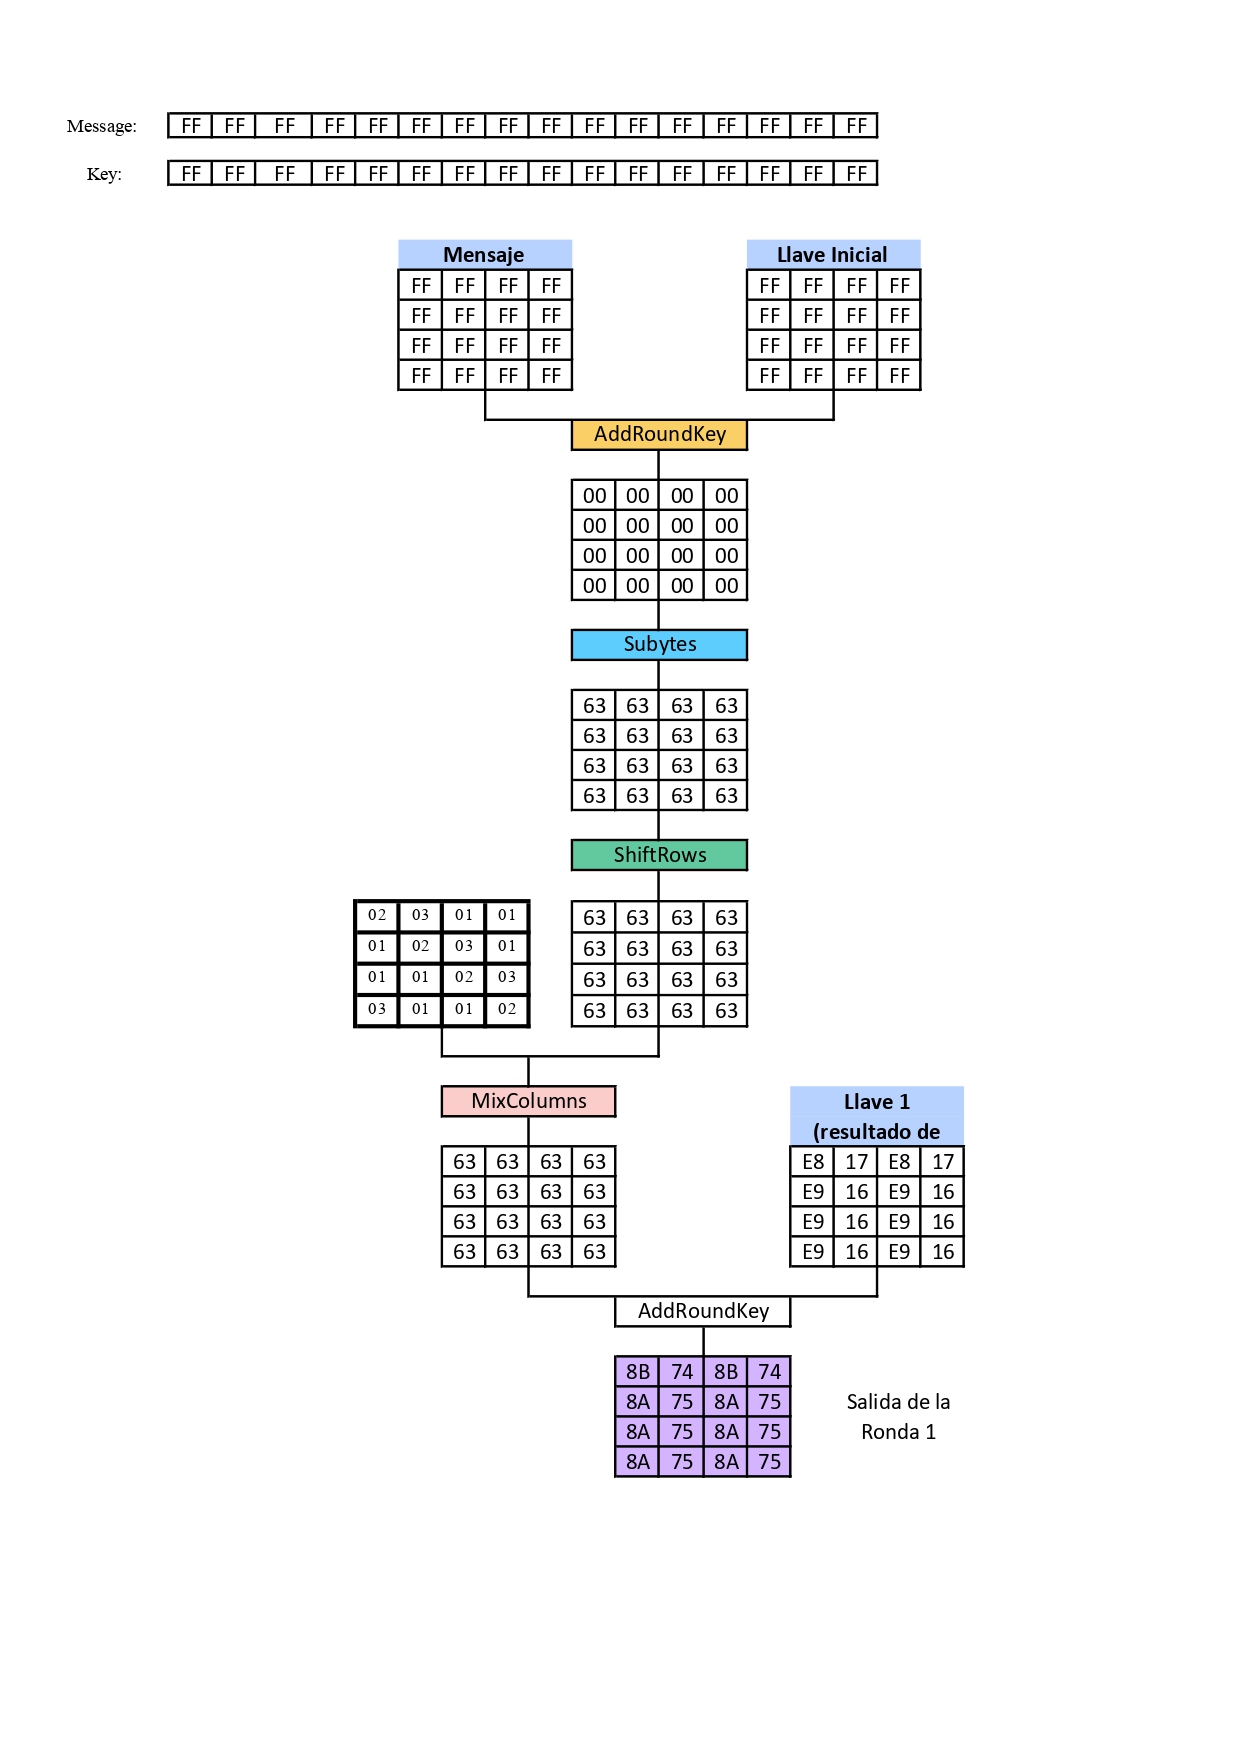 Message: FF FF FF FF FF FF FF FF FF FF FF FF FF FF FF FF
Key: FF FF FF FF FF FF FF FF FF FF FF FF FF FF FF FF
Mensaje Llave Inicial
FF FF FF FF FF FF FF FF
FF FF FF FF FF FF FF FF
FF FF FF FF FF FF FF FF
FF FF FF FF FF FF FF FF
AddRoundKey
00 00 00 00
00 00 00 00
00 00 00 00
00 00 00 00
Subytes
63 63 63 63
63 63 63 63
63 63 63 63
63 63 63 63
ShiftRows
02 03 01 01 63 63 63 63
01 02 03 01 63 63 63 63
01 01 02 03 63 63 63 63
03 01 01 02 63 63 63 63
MixColumns Llave 1
(resultado de
63 63 63 63 E8 17 E8 17
63 63 63 63 E9 16 E9 16
63 63 63 63 E9 16 E9 16
63 63 63 63 E9 16 E9 16
AddRoundKey
8B 74 8B 74
8A 75 8A 75 Salida de la
8A 75 8A 75 Ronda 1
8A 75 8A 75